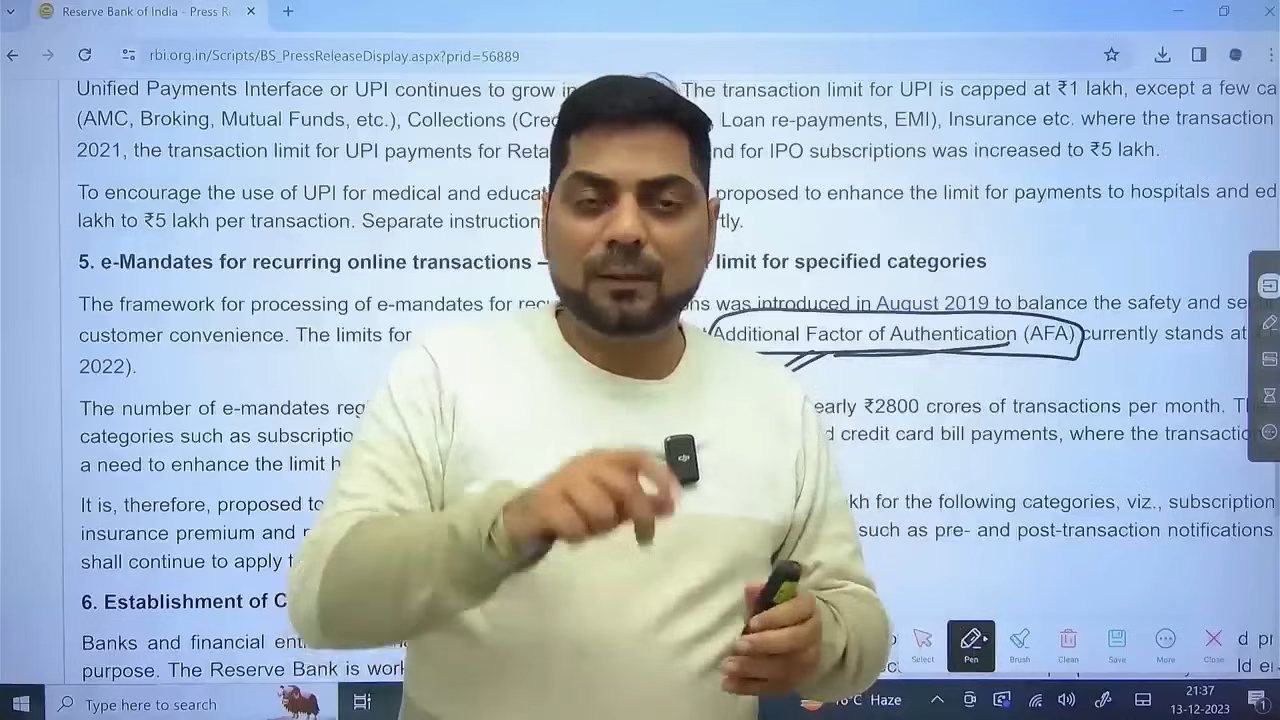 Reserve Bank of India - Press Re
rbi.org.in/Scripts/BS_PressReleaseDisplay.aspx?prid=56889
Unified Payments Interface or UPI continues to grow in The transaction limit for UPI is capped at ₹1 lakh, except a few ca
(AMC, Broking, Mutual Funds, etc.), Collections (Cre Loan re-payments, EMI), Insurance etc. where the transaction
2021, the transaction limit for UPI payments for Reta nd for IPO subscriptions was increased to ₹5 lakh.
To encourage the use of UPI for medical and educat proposed to enhance the limit for payments to hospitals and ed
lakh to ₹5 lakh per transaction. Separate instruction tly.
5. e-Mandates for recurring online transactions – limit for specified categories
The framework for processing of e-mandates for recu ns was introduced in August 2019 to balance the safety and se
customer convenience. The limits for Additional Factor of Authentication (AFA) currently stands at
2022).
The number of e-mandates reg early ₹2800 crores of transactions per month. T
categories such as subscriptio d credit card bill payments, where the transaction
a need to enhance the limit h
It is, therefore, proposed to kh for the following categories, viz., subscription
insurance premium and such as pre- and post-transaction notifications
shall continue to apply t
6. Establishment of C
Banks and financial ent d pr
purpose. The Reserve Bank is work ld e
Select Pen Brush Clean Save More Close
Type here to search
°C Haze
21:37
13-12-2023
1
dji